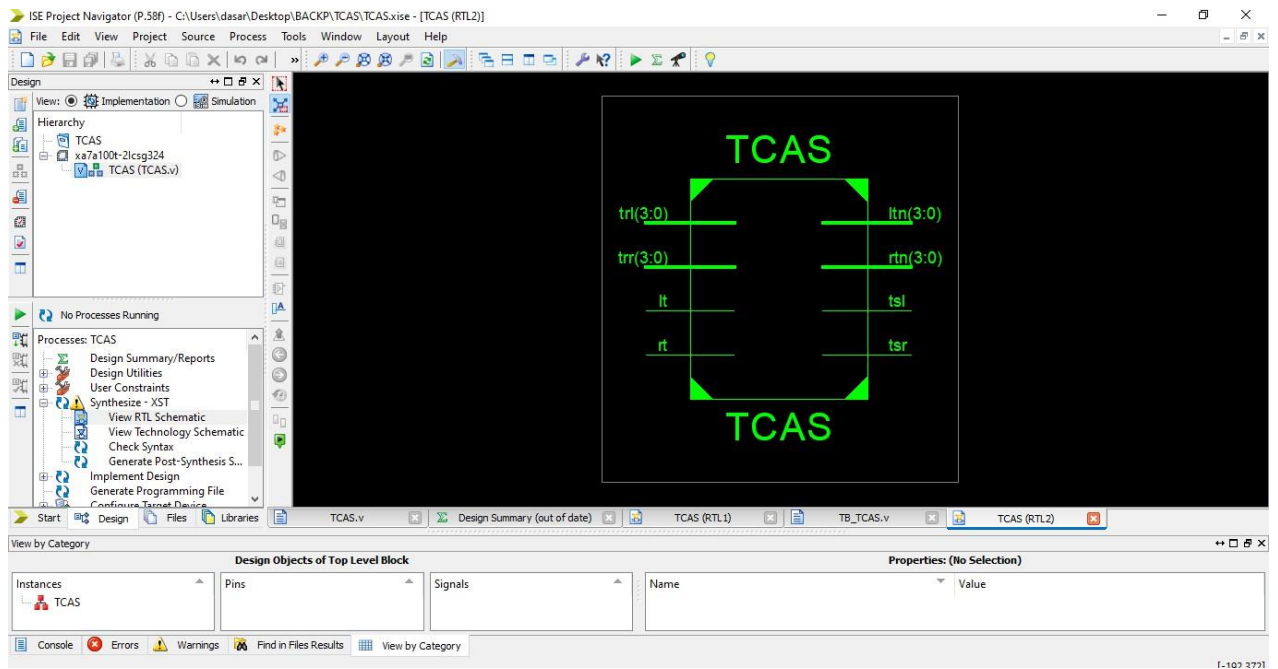 ISE Project Navigator (P.58f) - C:\Users\dasar\Desktop\BACKP\TCAS\TCAS.xise - [TCAS (RTL2)]
File Edit View Project Source Process Tools Window Layout Help
Design
View: Implementation Simulation
Hierarchy
TCAS
xa7a100t-2Icsg324
TCAS (TCAS.v)
No Processes Running
Processes: TCAS
Design Summary/Reports
Design Utilities
User Constraints
Synthesize - XST
View RTL Schematic
View Technology Schematic
Check Syntax
Generate Post-Synthesis S...
Implement Design
Generate Programming File
Configure Target Device
TCAS
trl(3:0) ltn(3:0)
trr(3:0) rtn(3:0)
lt tsl
rt tsr
TCAS
Start Design Files Libraries TCAS.v Design Summary (out of date) TCAS (RTL1) TB_TCAS.v TCAS (RTL2)
View by Category
Design Objects of Top Level Block Properties: (No Selection)
Instances Pins Signals Name Value
TCAS
Console Errors Warnings Find in Files Results View by Category
[-192,372]